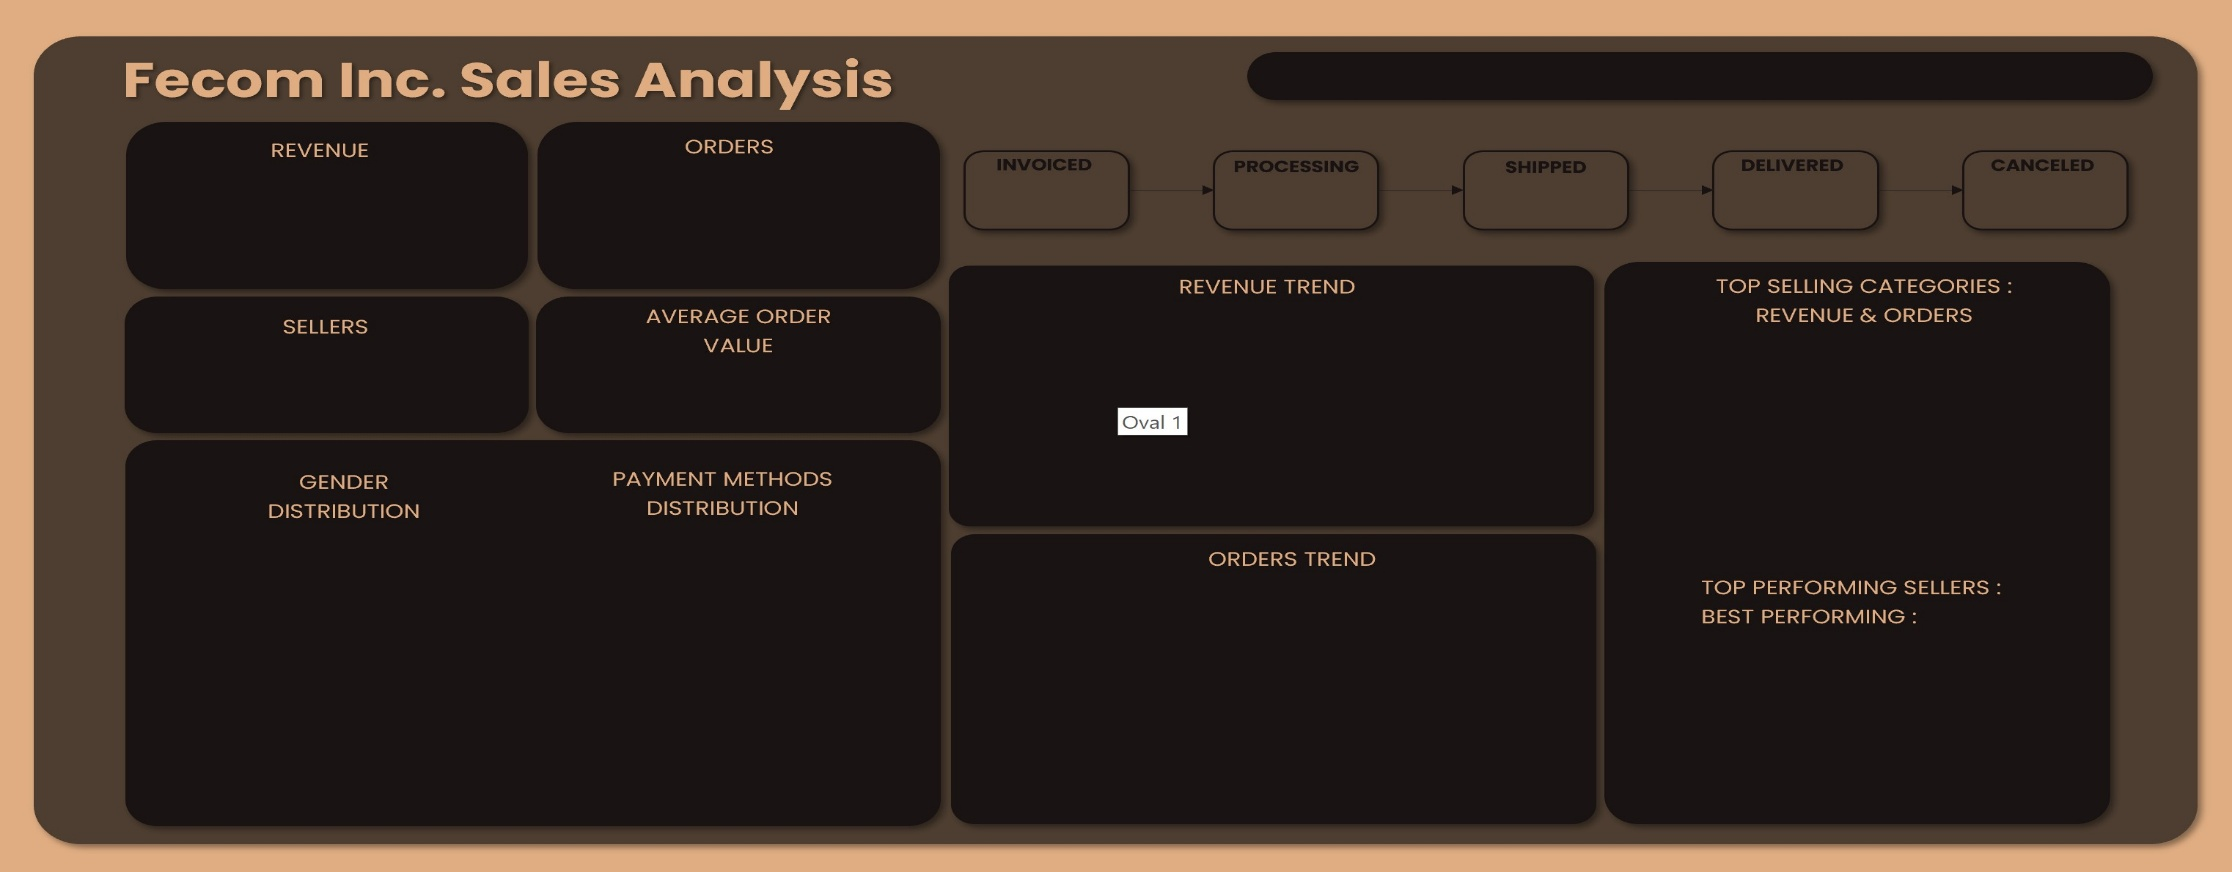 Fecom Inc. Sales Analysis
REVENUE
ORDERS
INVOICED
PROCESSING
SHIPPED
DELIVERED
CANCELED
SELLERS
AVERAGE ORDER
VALUE
REVENUE TREND
Oval 1
TOP SELLING CATEGORIES :
REVENUE & ORDERS
GENDER
DISTRIBUTION
PAYMENT METHODS
DISTRIBUTION
ORDERS TREND
TOP PERFORMING SELLERS :
BEST PERFORMING :